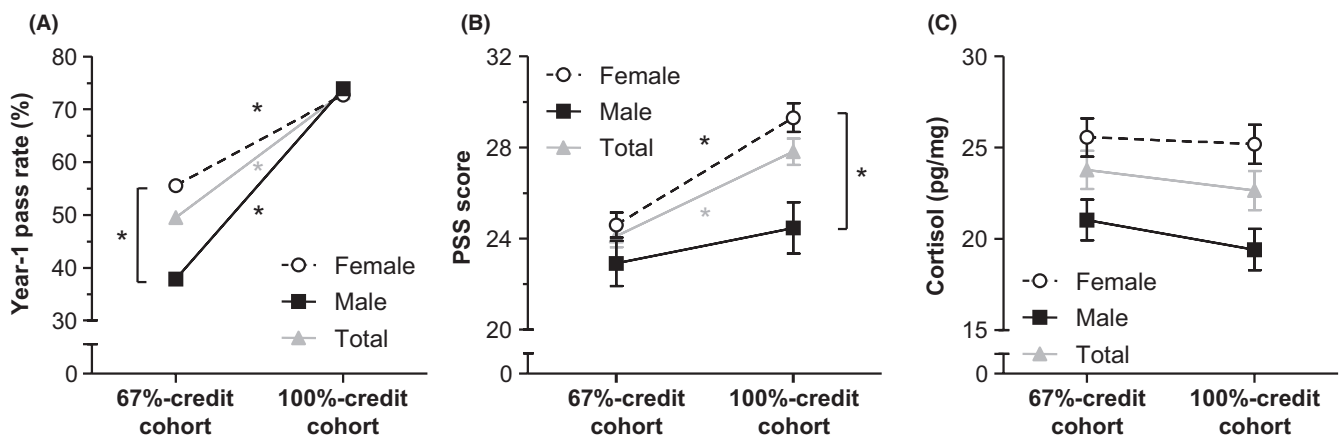 (A)
Year-1 pass rate (%)
80
70
60
50
40
30
0
*
*
*
*
Female
Male
Total
67%-credit
cohort
100%-credit
cohort
(B)
PSS score
32
28
24
20
0
Female
Male
Total
*
*
*
67%-credit
cohort
100%-credit
cohort
(C)
Cortisol (pg/mg)
30
25
20
15
0
Female
Male
Total
67%-credit
cohort
100%-credit
cohort